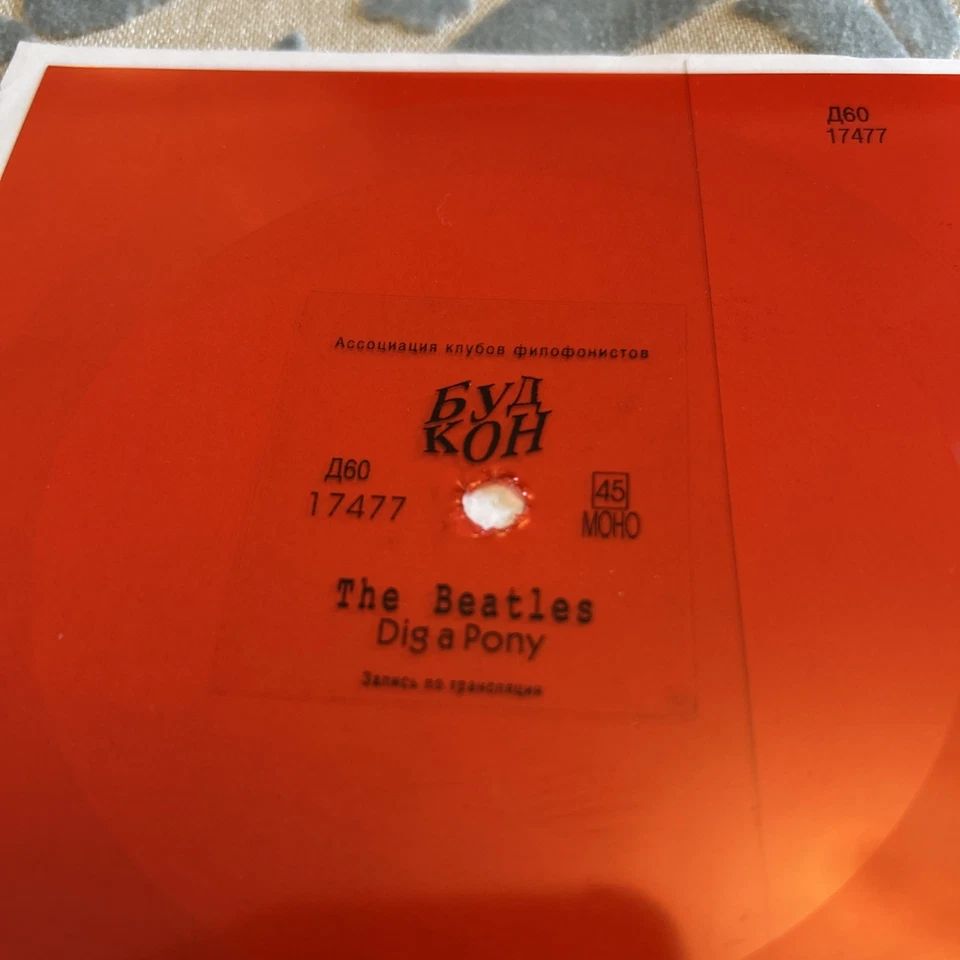 Д60
17477
Ассоциация клубов филофонистов
БУД
КОН
Д60
17477
45
МОНО
The Beatles
Dig a Pony
Запись по трансляции